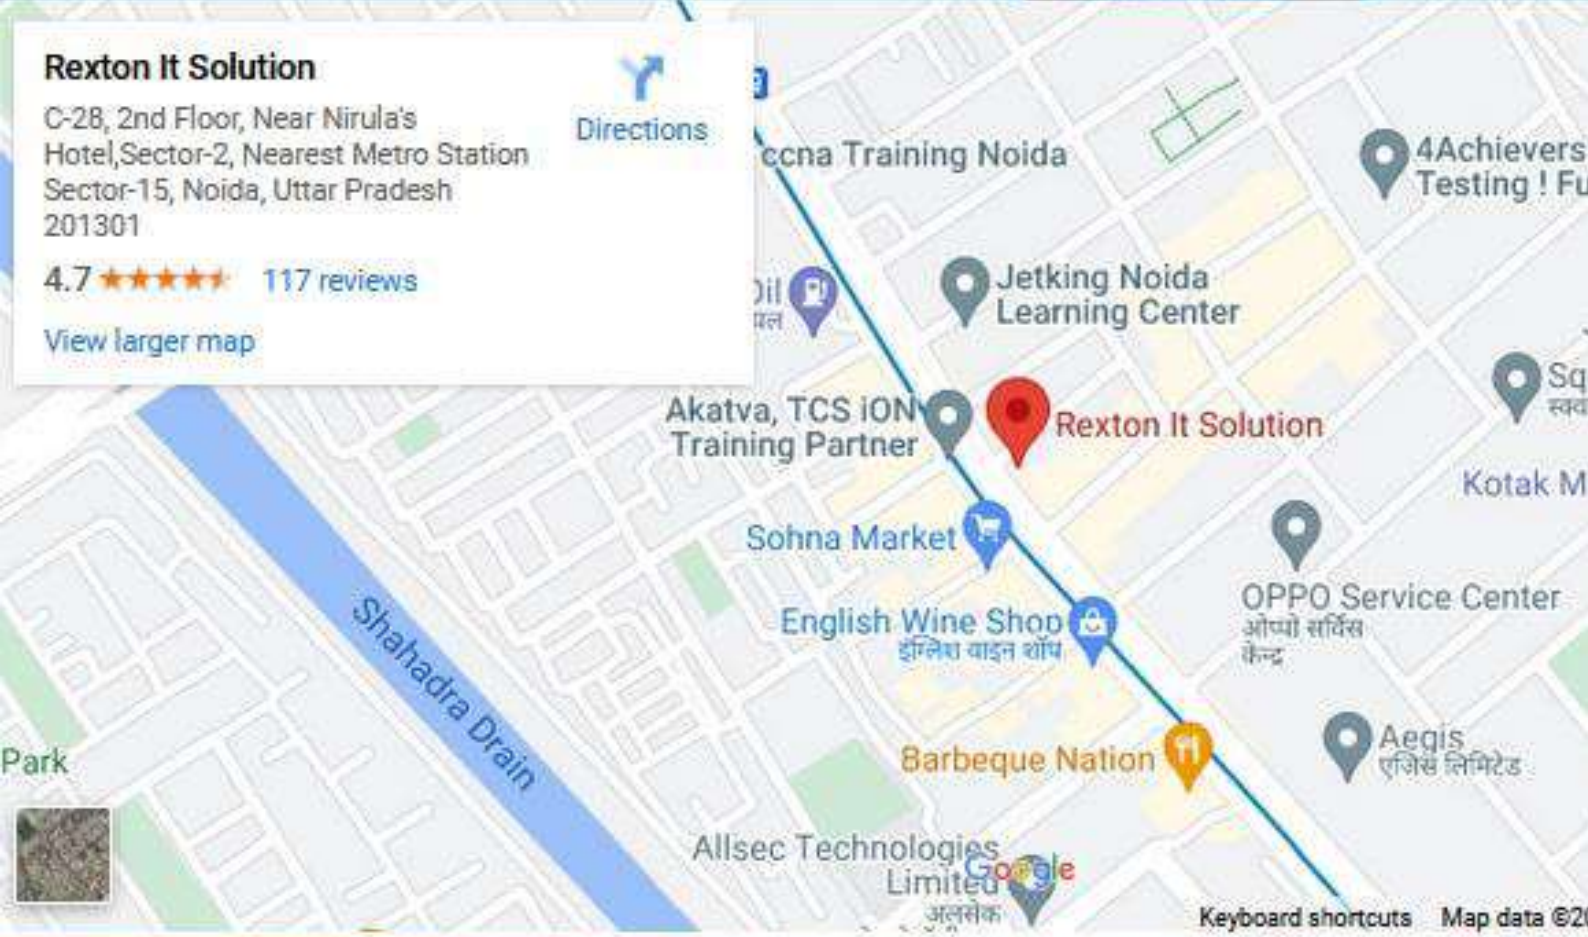 Rexton It Solution
C-28, 2nd Floor, Near Nirula's
Hotel,Sector-2, Nearest Metro Station
Sector-15, Noida, Uttar Pradesh
201301
4.7
117 reviews
View larger map
Directions
ccna Training Noida
4Achievers
Testing ! Fu
Jetking Noida
Learning Center
Akatva, TCS iON
Training Partner
Rexton It Solution
Sq
Kotak M
Sohna Market
OPPO Service Center
ओप्पो सर्विस
केन्द्र
English Wine Shop
इंग्लिश वाइन शॉप
Shahadra Drain
Barbeque Nation
Aegis
एजिस लिमिटेड
Park
Allsec Technologies
Limited
अलसेक
Google
Keyboard shortcuts
Map data ©20